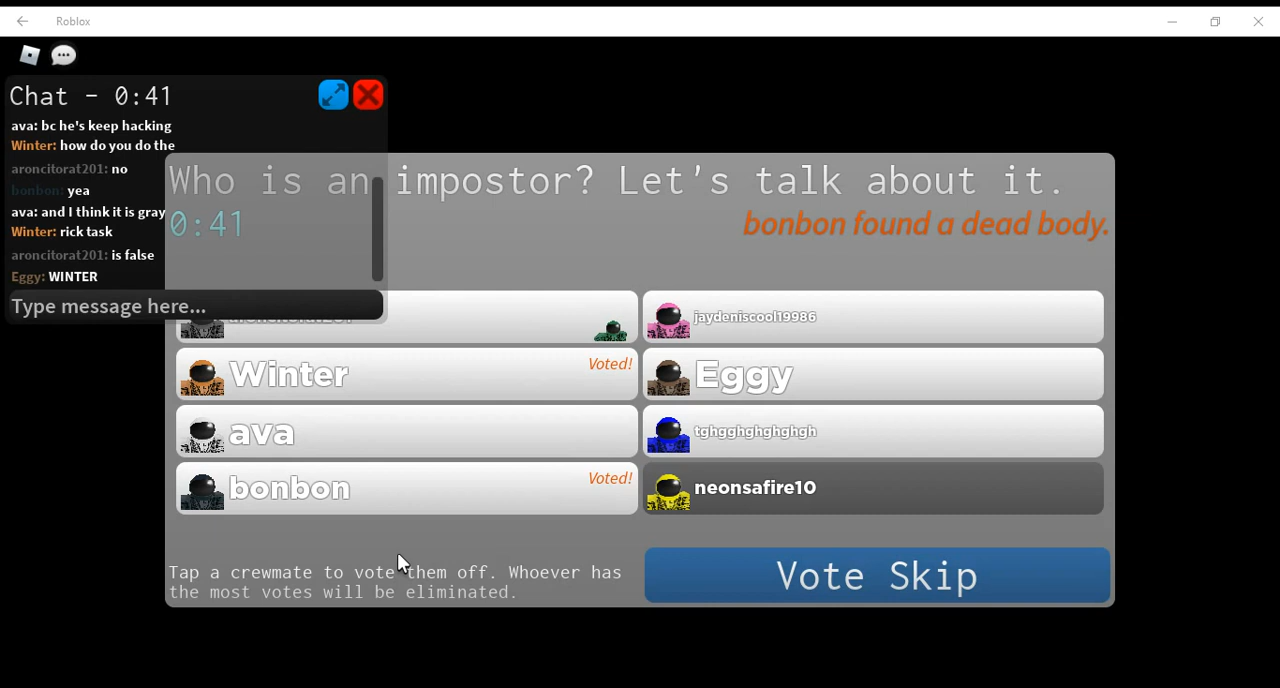 Roblox
Chat - 0:41
ava: bc he's keep hacking
Winter: how do you do the
aroncitorat201: no
bonbon: yea
ava: and I think it is gray
Winter: rick task
aroncitorat201: is false
Eggy: WINTER
Type message here...
Who is an impostor? Let's talk about it.
0:41
bonbon found a dead body.
jaydeniscool19986
Winter
Voted!
Eggy
ava
tghgghghghghgh
bonbon
Voted!
neonsafire10
Tap a crewmate to vote them off. Whoever has
the most votes will be eliminated.
Vote Skip